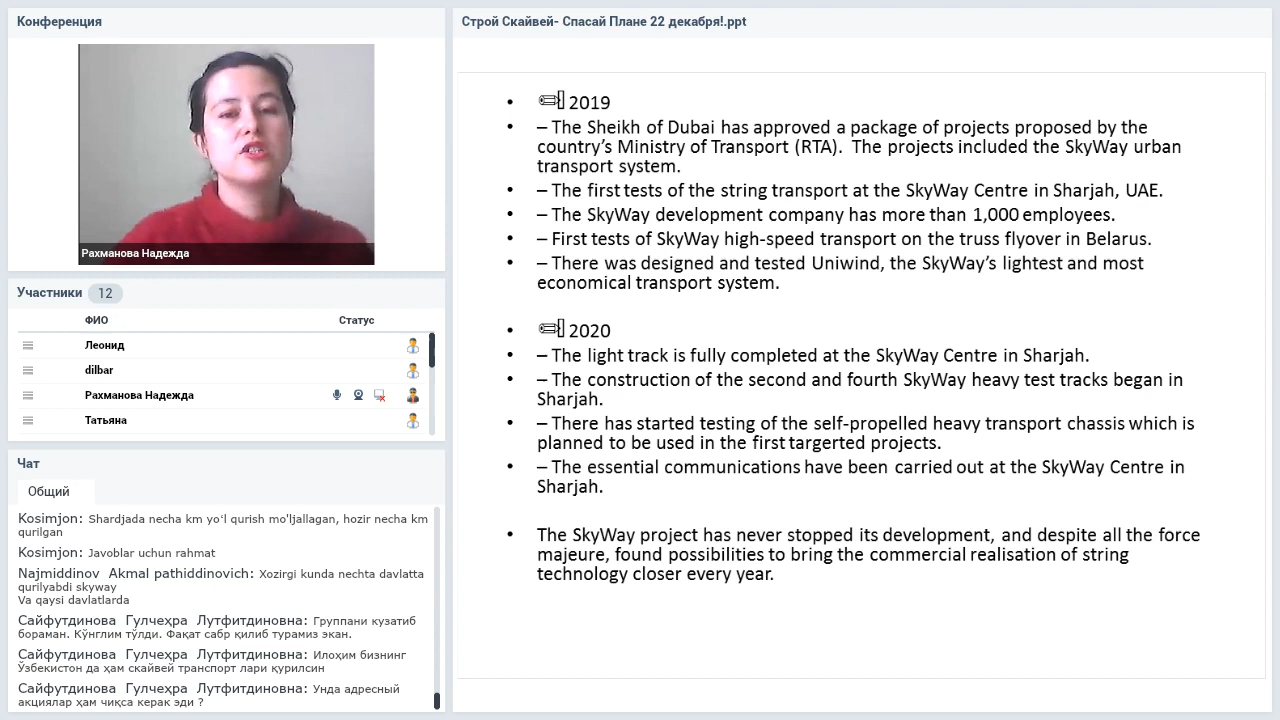 Конференция
Рахманова Надежда
Участники 12
ФИО Статус
Леонид
dilbar
Рахманова Надежда
Татьяна
Чат
Общий
Kosimjon: Shardjada necha km yoʻl qurish mo'ljallagan, hozir necha km
qurilgan
Kosimjon: Javoblar uchun rahmat
Najmiddinov Akmal pathiddinovich: Xozirgi kunda nechta davlatta
qurilyabdi skyway
Va qaysi davlatlarda
Сайфутдинова Гулчеҳра Лутфитдиновна: Группани кузатиб
бораман. Кўнглим тўлди. Фақат сабр қилиб турамиз экан.
Сайфутдинова Гулчеҳра Лутфитдиновна: Илоҳим бизнинг
Ўзбекистон да ҳам скайвей транспорт лари қурилсин
Сайфутдинова Гулчеҳра Лутфитдиновна: Унда адресный
акциялар ҳам чиқса керак эди ?
Строй Скайвей- Спасай Плане 22 декабря!.ppt
• 2019
• – The Sheikh of Dubai has approved a package of projects proposed by the
country’s Ministry of Transport (RTA). The projects included the SkyWay urban
transport system.
• – The first tests of the string transport at the SkyWay Centre in Sharjah, UAE.
• – The SkyWay development company has more than 1,000 employees.
• – First tests of SkyWay high-speed transport on the truss flyover in Belarus.
• – There was designed and tested Uniwind, the SkyWay’s lightest and most
economical transport system.
• 2020
• – The light track is fully completed at the SkyWay Centre in Sharjah.
• – The construction of the second and fourth SkyWay heavy test tracks began in
Sharjah.
• – There has started testing of the self-propelled heavy transport chassis which is
planned to be used in the first targerted projects.
• – The essential communications have been carried out at the SkyWay Centre in
Sharjah.
• The SkyWay project has never stopped its development, and despite all the force
majeure, found possibilities to bring the commercial realisation of string
technology closer every year.